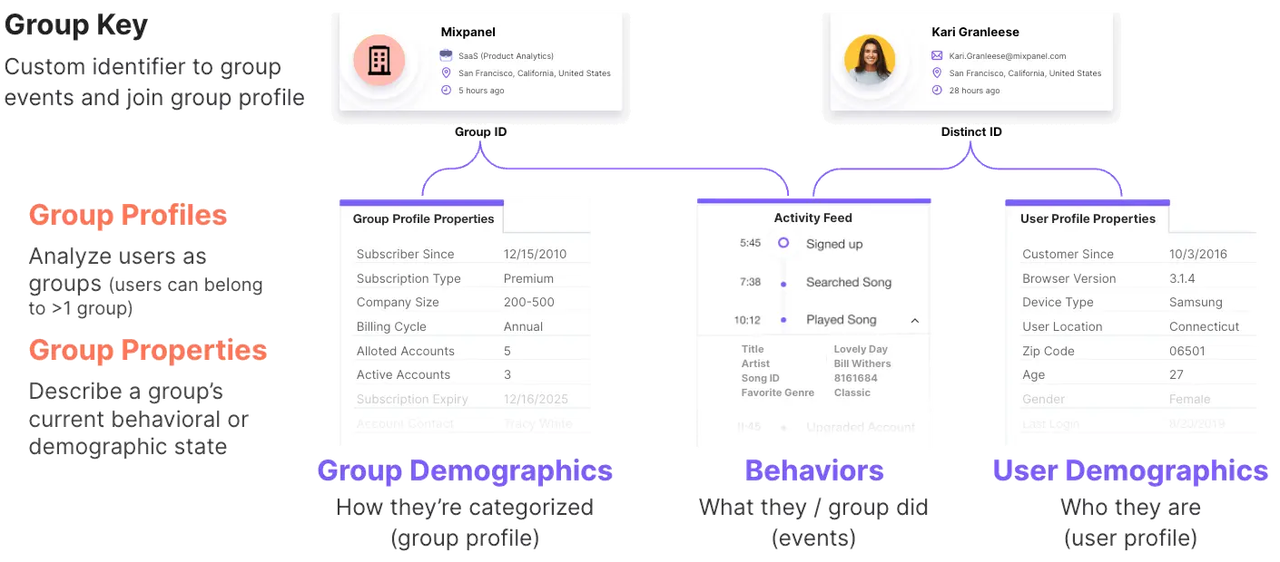 Group Key
Custom identifier to group
events and join group profile
Mixpanel
SaaS (Product Analytics)
San Francisco, California, United States
5 hours ago
Kari Granleese
Kari.Granleese@mixpanel.com
San Francisco, California, United States
28 hours ago
Group ID
Distinct ID
Group Profiles
Analyze users as
groups (users can belong
to >1 group)
Group Properties
Describe a group's
current behavioral or
demographic state
Group Profile Properties
Subscriber Since 12/15/2010
Subscription Type Premium
Company Size 200-500
Billing Cycle Annual
Alloted Accounts 5
Active Accounts 3
Subscription Expiry 12/16/2025
Account Contact Tracy White
Activity Feed
5:45 Signed up
7:38 Searched Song
10:12 Played Song
Title Lovely Day
Artist Bill Withers
Song ID 8161684
Favorite Genre Classic
11:45 Upgraded Account
User Profile Properties
Customer Since 10/3/2016
Browser Version 3.1.4
Device Type Samsung
User Location Connecticut
Zip Code 06501
Age 27
Gender Female
Last Login 8/20/2019
Group Demographics
How they're categorized
(group profile)
Behaviors
What they / group did
(events)
User Demographics
Who they are
(user profile)